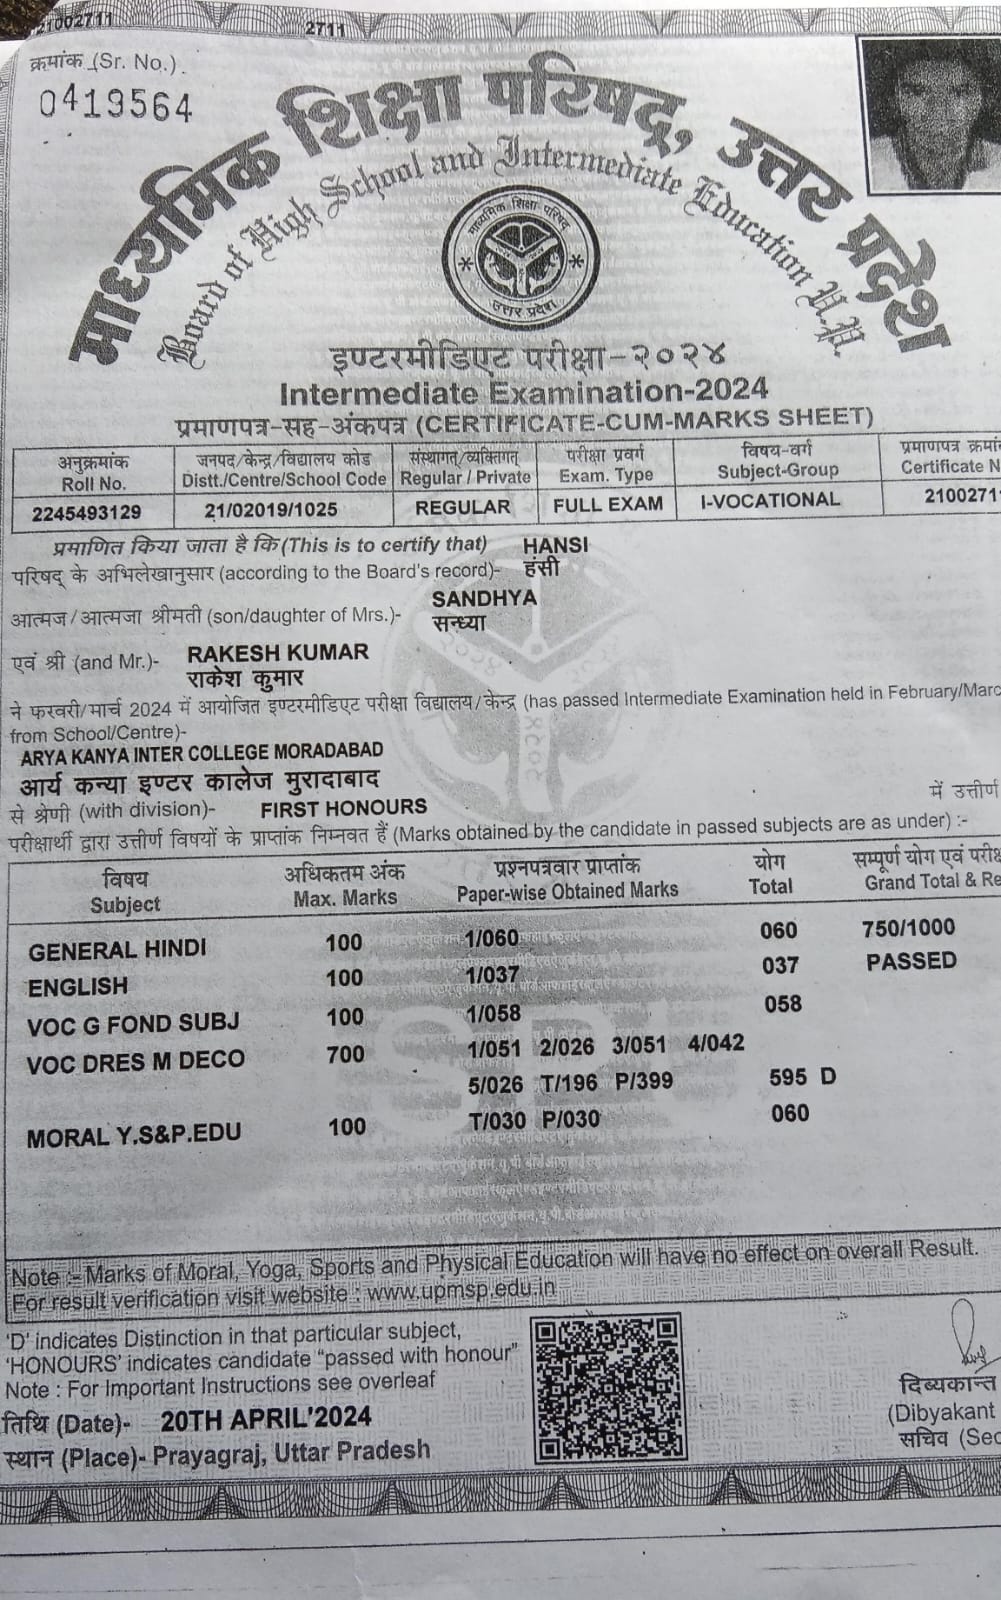 21002711
2711
क्रमांक (Sr. No.).
0419564
माध्यमिक शिक्षा परिषद्, उत्तर प्रदेश
Board of High School and Intermediate Education U.P.
माध्यमिक शिक्षा परिषद
उत्तर प्रदेश
इण्टरमीडिएट परीक्षा-२०२४
Intermediate Examination-2024
प्रमाणपत्र-सह-अंकपत्र (CERTIFICATE-CUM-MARKS SHEET)
अनुक्रमांक जनपद/केन्द्र/विद्यालय कोड संस्थागत्/व्यक्तिगत् परीक्षा प्रवर्ग विषय-वर्ग प्रमाणपत्र
Roll No. Distt./Centre/School Code Regular / Private Exam. Type Subject-Group Certificate
2245493129 21/02019/1025 REGULAR FULL EXAM I-VOCATIONAL 2100271
प्रमाणित किया जाता है कि (This is to certify that) HANSI
परिषद् के अभिलेखानुसार (according to the Board's record)- हंसी
SANDHYA
आत्मज/आत्मजा श्रीमती (son/daughter of Mrs.)- सन्ध्या
एवं श्री (and Mr.)- RAKESH KUMAR
राकेश कुमार
ने फरवरी/मार्च 2024 में आयोजित इण्टरमीडिएट परीक्षा विद्यालय/केन्द्र (has passed Intermediate Examination held in February/Marc
from School/Centre)-
ARYA KANYA INTER COLLEGE MORADABAD
आर्य कन्या इण्टर कालेज मुरादाबाद
से श्रेणी (with division)- FIRST HONOURS में उत्तीर्ण
परीक्षार्थी द्वारा उत्तीर्ण विषयों के प्राप्तांक निम्नवत हैं (Marks obtained by the candidate in passed subjects are as under) :-
विषय अधिकतम अंक प्रश्नपत्रवार प्राप्तांक योग सम्पूर्ण योग एवं
Subject Max. Marks Paper-wise Obtained Marks Total Grand Total & Re
GENERAL HINDI 100 1/060 060 750/1000
ENGLISH 100 1/037 037 PASSED
VOC G FOND SUBJ 100 1/058 058
VOC DRES M DECO 700 1/051 2/026 3/051 4/042
5/026 T/196 P/399 595 D
MORAL Y.S&P.EDU 100 T/030 P/030 060
Note :- Marks of Moral, Yoga, Sports and Physical Education will have no effect on overall Result.
For result verification visit website : www.upmsp.edu.in
'D' indicates Distinction in that particular subject,
'HONOURS' indicates candidate "passed with honour"
Note : For Important Instructions see overleaf
तिथि (Date)- 20TH APRIL'2024
स्थान (Place)- Prayagraj, Uttar Pradesh
दिब्यकान्त
(Dibyakant
सचिव (Sec